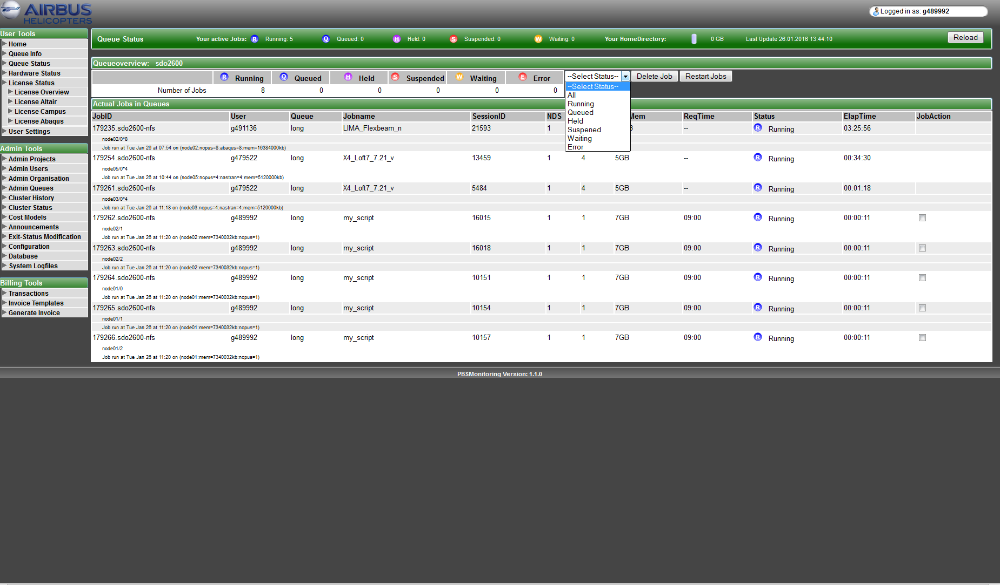 AIRBUS
HELICOPTERS
Logged in as: g489992
User Tools
Home
Queue Info
Queue Status
Hardware Status
License Status
License Overview
License Altair
License Campus
License Abaqus
User Settings
Admin Tools
Admin Projects
Admin Users
Admin Organisation
Admin Queues
Cluster History
Cluster Status
Cost Models
Announcements
Exit-Status Modification
Configuration
Database
System Logfiles
Billing Tools
Transactions
Invoice Templates
Generate Invoice
Queue Status Your active Jobs: R Running: 5 Q Queued: 0 H Held: 0 S Suspended: 0 W Waiting: 0 Your HomeDirectory: 0 GB Last Update 26.01.2016 13:44:10 Reload
Queueoverview: sdo2600
R Running Q Queued H Held S Suspended W Waiting E Error --Select Status-- Delete Job Restart Jobs
Number of Jobs 8 0 0 0 0 0
--Select Status--
All
Running
Queued
Held
Suspened
Waiting
Error
Actual Jobs in Queues
JobID User Queue Jobname SessionID NDS Mem ReqTime Status ElapTime JobAction
179235.sdo2600-nfs g491136 long LIMA_Flexbeam_n 21593 1 -- R Running 03:25:56
node02/0*8
Job run at Tue Jan 26 at 07:54 on (node02:ncpus=8:abaqus=8:mem=16384000kb)
179254.sdo2600-nfs g479522 long X4_Loft7_7.21_v 13459 1 4 5GB -- R Running 00:34:30
node05/0*4
Job run at Tue Jan 26 at 10:44 on (node05:ncpus=4:nastran=4:mem=5120000kb)
179261.sdo2600-nfs g479522 long X4_Loft7_7.21_v 5484 1 4 5GB -- R Running 00:01:18
node03/0*4
Job run at Tue Jan 26 at 11:18 on (node03:ncpus=4:nastran=4:mem=5120000kb)
179262.sdo2600-nfs g489992 long my_script 16015 1 1 7GB 09:00 R Running 00:00:11
node02/1
Job run at Tue Jan 26 at 11:20 on (node02:mem=7340032kb:ncpus=1)
179263.sdo2600-nfs g489992 long my_script 16018 1 1 7GB 09:00 R Running 00:00:11
node02/2
Job run at Tue Jan 26 at 11:20 on (node02:mem=7340032kb:ncpus=1)
179264.sdo2600-nfs g489992 long my_script 10151 1 1 7GB 09:00 R Running 00:00:11
node01/0
Job run at Tue Jan 26 at 11:20 on (node01:mem=7340032kb:ncpus=1)
179265.sdo2600-nfs g489992 long my_script 10154 1 1 7GB 09:00 R Running 00:00:11
node01/1
Job run at Tue Jan 26 at 11:20 on (node01:mem=7340032kb:ncpus=1)
179266.sdo2600-nfs g489992 long my_script 10157 1 1 7GB 09:00 R Running 00:00:11
node01/2
Job run at Tue Jan 26 at 11:20 on (node01:mem=7340032kb:ncpus=1)
PBSMonitoring Version: 1.1.0